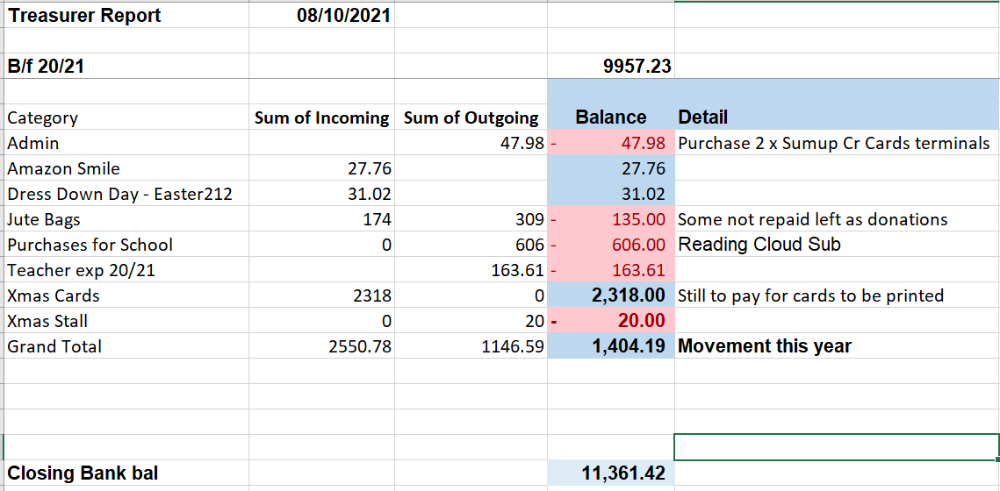 Treasurer Report 08/10/2021
B/f 20/21 9957.23
Category Sum of Incoming Sum of Outgoing Balance Detail
Admin 47.98 - 47.98 Purchase 2 x Sumup Cr Cards terminals
Amazon Smile 27.76 27.76
Dress Down Day - Easter212 31.02 31.02
Jute Bags 174 309 - 135.00 Some not repaid left as donations
Purchases for School 0 606 - 606.00 Reading Cloud Sub
Teacher exp 20/21 163.61 - 163.61
Xmas Cards 2318 0 2,318.00 Still to pay for cards to be printed
Xmas Stall 0 20 - 20.00
Grand Total 2550.78 1146.59 1,404.19 Movement this year
Closing Bank bal 11,361.42